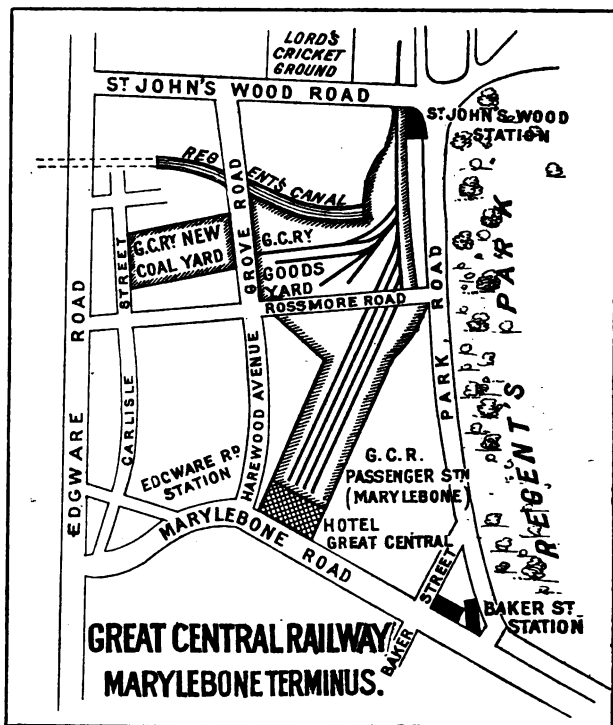 LORD'S
CRICKET
GROUND
ST JOHN'S WOOD ROAD
ST JOHN'S WOOD
STATION
REGENT'S CANAL
GROVE ROAD
G.C.RY NEW
COAL YARD
G.C.RY
GOODS
YARD
ROSSMORE ROAD
PARK ROAD
REGENT'S PARK
EDGWARE ROAD
CARLISLE STREET
HAREWOOD AVENUE
EDGWARE RD
STATION
G.C.R.
PASSENGER STN
(MARYLEBONE)
HOTEL
GREAT CENTRAL
MARYLEBONE ROAD
BAKER STREET
BAKER ST
STATION
GREAT CENTRAL RAILWAY
MARYLEBONE TERMINUS.